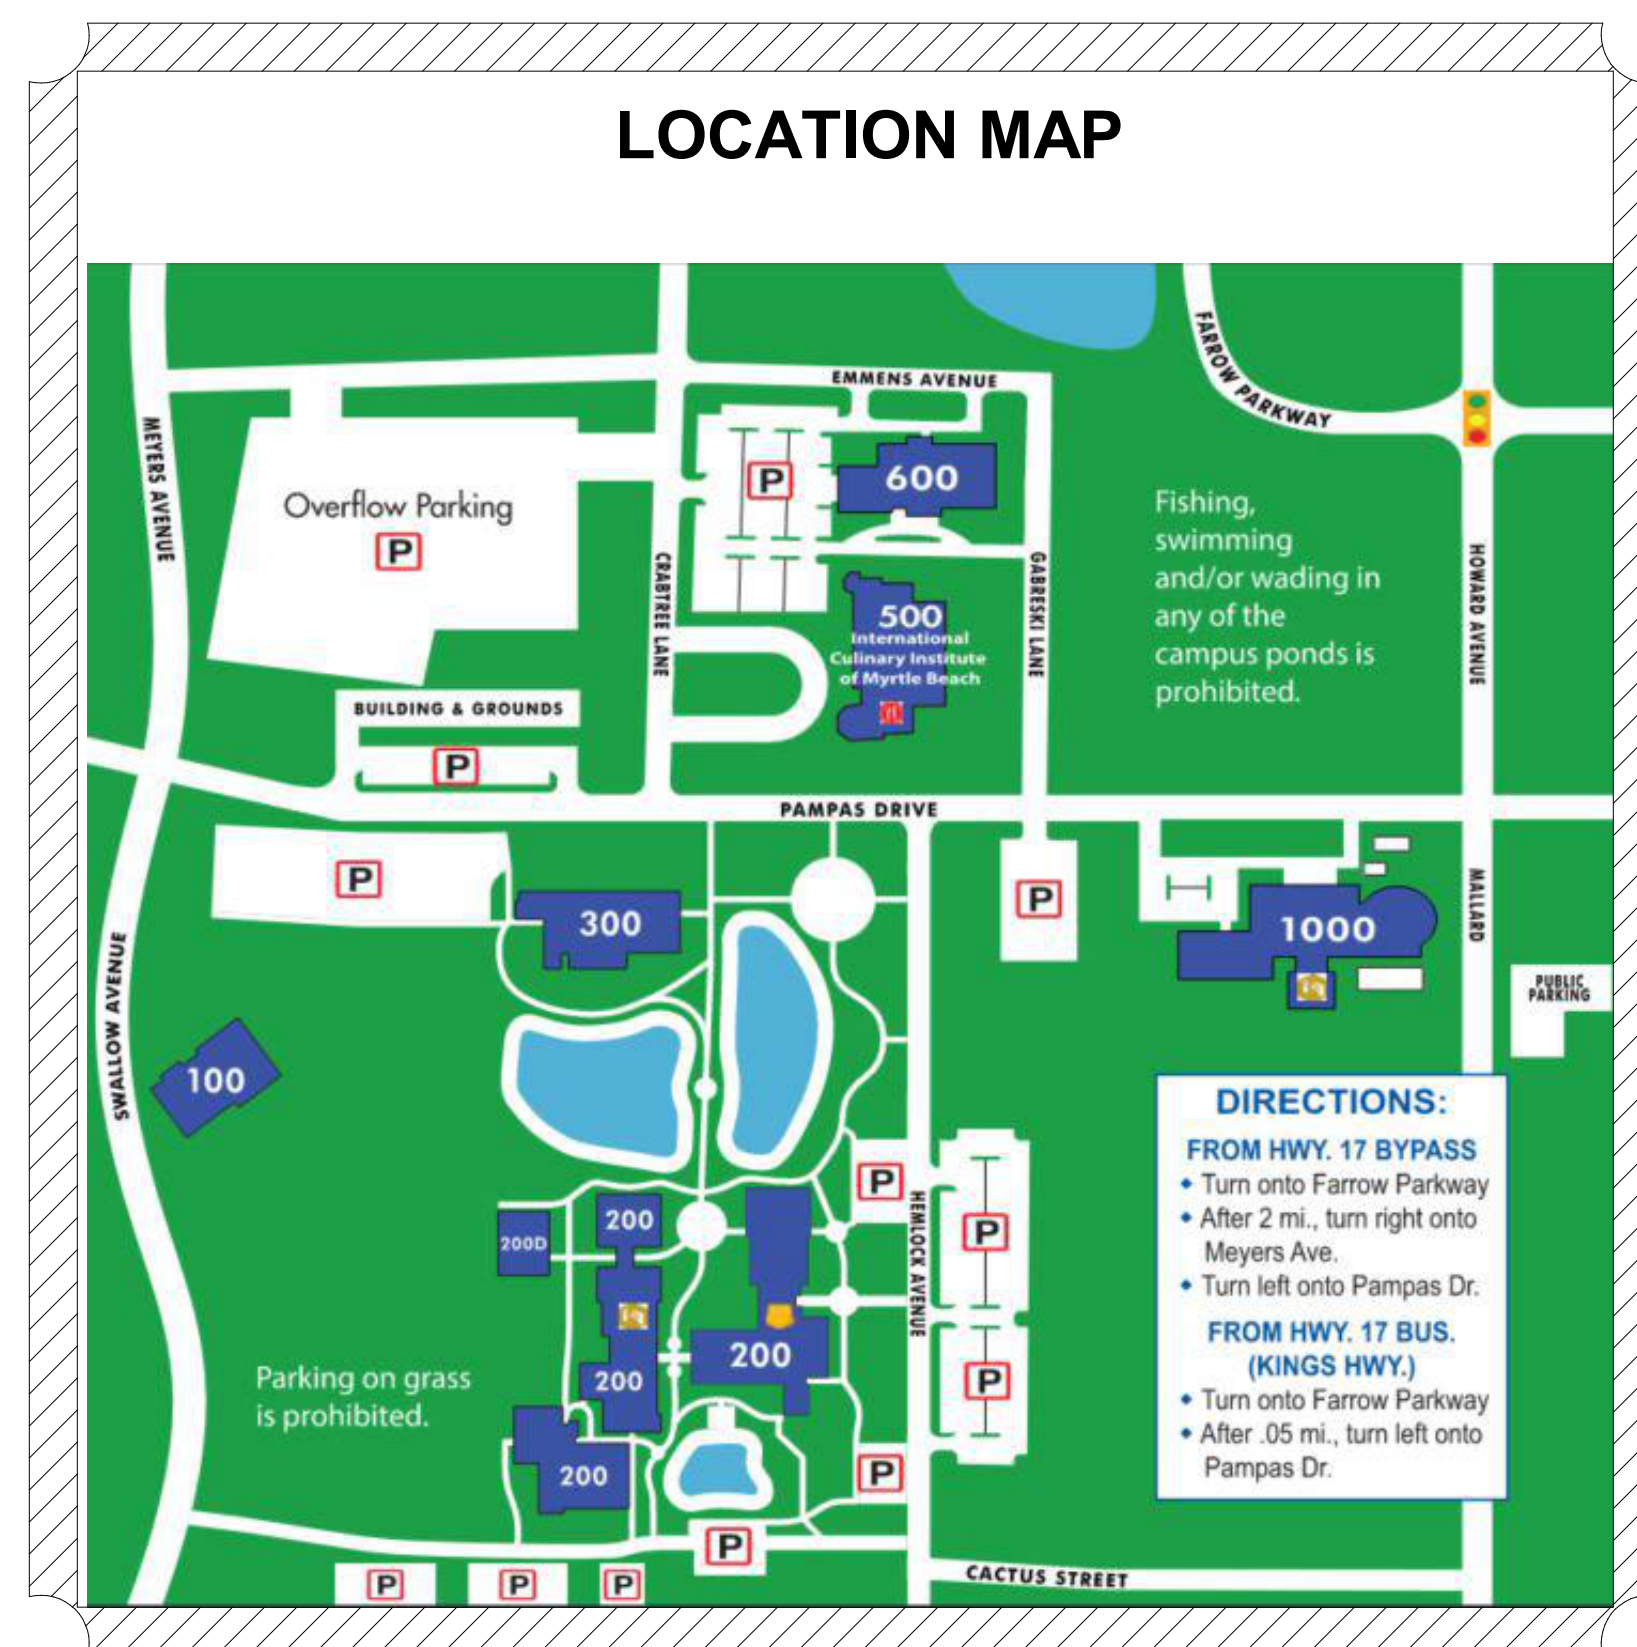 LOCATION MAP
FARROW PARKWAY
EMMENS AVENUE
MEYERS AVENUE
P
600
Overflow Parking
P
Fishing,
swimming
and/or wading in
any of the
campus ponds is
prohibited.
CRABTREE LANE
GABRESKI LANE
HOWARD AVENUE
500
International
Culinary Institute
of Myrtle Beach
BUILDING & GROUNDS
P
PAMPAS DRIVE
P
300
P
1000
MALLARD
SWALLOW AVENUE
PUBLIC
PARKING
100
DIRECTIONS:
FROM HWY. 17 BYPASS
• Turn onto Farrow Parkway
• After 2 mi., turn right onto
Meyers Ave.
• Turn left onto Pampas Dr.
FROM HWY. 17 BUS.
(KINGS HWY.)
• Turn onto Farrow Parkway
• After .05 mi., turn left onto
Pampas Dr.
P
HEMLOCK AVENUE
P
200
200D
200
200
P
Parking on grass
is prohibited.
200
P
P
CACTUS STREET
P
P
P